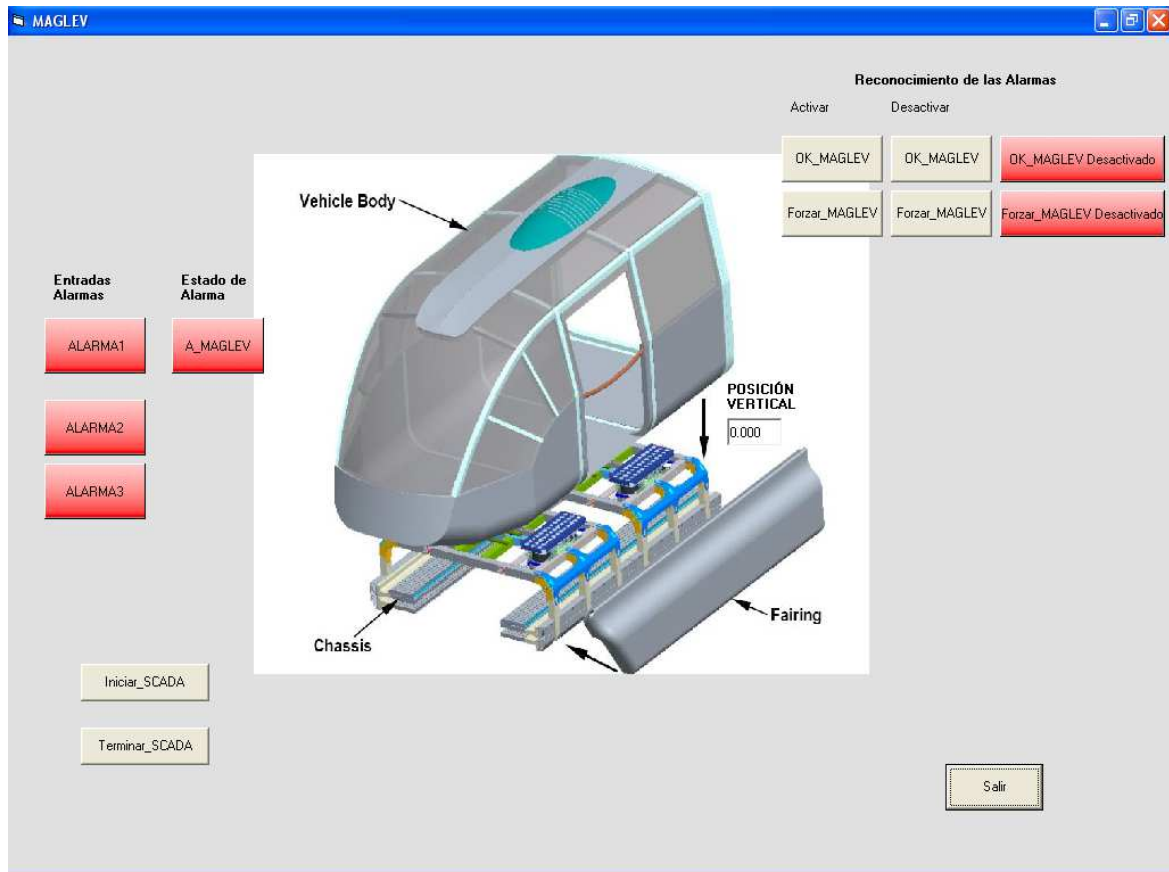 MAGLEV
Reconocimiento de las Alarmas
Activar
Desactivar
OK_MAGLEV
OK_MAGLEV
OK_MAGLEV Desactivado
Forzar_MAGLEV
Forzar_MAGLEV
Forzar_MAGLEV Desactivado
Vehicle Body
Entradas
Alarmas
Estado de
Alarma
ALARMA1
A_MAGLEV
ALARMA2
ALARMA3
POSICIÓN
VERTICAL
0.000
Fairing
Chassis
Iniciar_SCADA
Terminar_SCADA
Salir